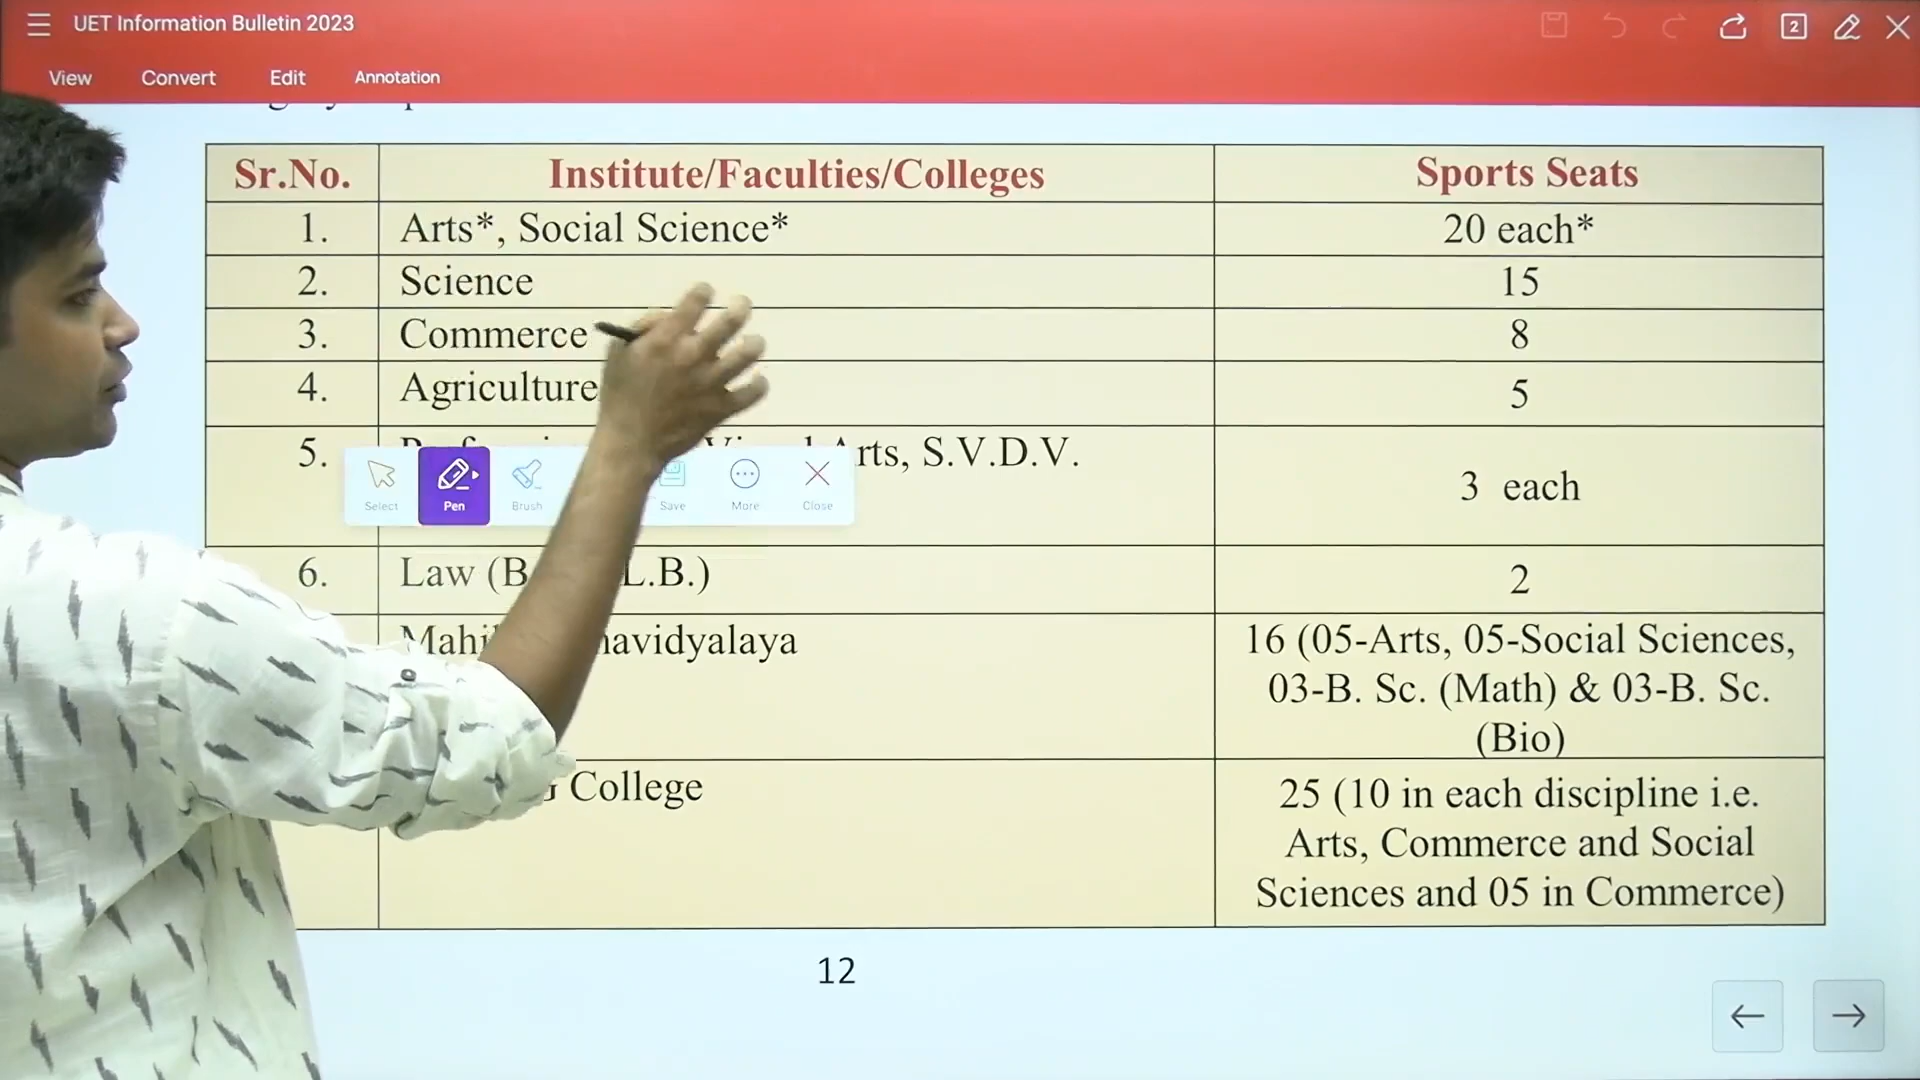 UET Information Bulletin 2023
2
View Convert Edit Annotation
Sr.No. Institute/Faculties/Colleges Sports Seats
1. Arts*, Social Science* 20 each*
2. Science 15
3. Commerce 8
4. Agriculture 5
5. Arts, S.V.D.V. 3 each
Select Pen Brush Save More Close
6. Law (B L.B.) 2
Mahi avidyalaya 16 (05-Arts, 05-Social Sciences,
03-B. Sc. (Math) & 03-B. Sc.
(Bio)
College 25 (10 in each discipline i.e.
Arts, Commerce and Social
Sciences and 05 in Commerce)
12